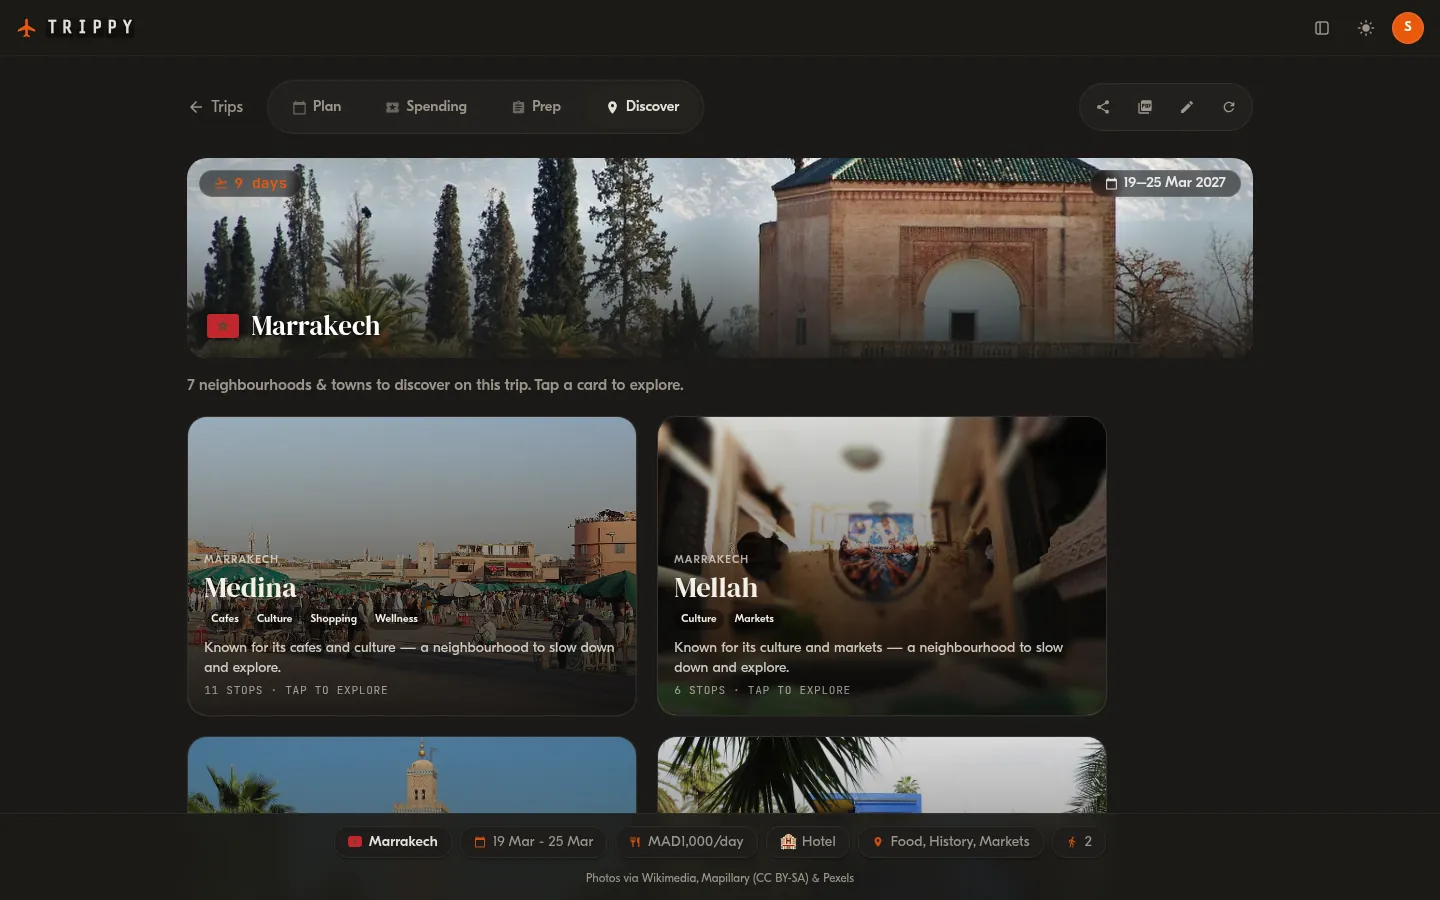 TRIPPY
S
Trips
Plan
Spending
Prep
Discover
PDF
9 days
19–25 Mar 2027
Marrakech
7 neighbourhoods & towns to discover on this trip. Tap a card to explore.
MARRAKECH
Medina
Cafes Culture Shopping Wellness
Known for its cafes and culture — a neighbourhood to slow down
and explore.
11 STOPS · TAP TO EXPLORE
MARRAKECH
Mellah
Culture Markets
Known for its culture and markets — a neighbourhood to slow
down and explore.
6 STOPS · TAP TO EXPLORE
Marrakech
19 Mar - 25 Mar
MAD1,000/day
Hotel
Food, History, Markets
2
Photos via Wikimedia, Mapillary (CC BY-SA) & Pexels